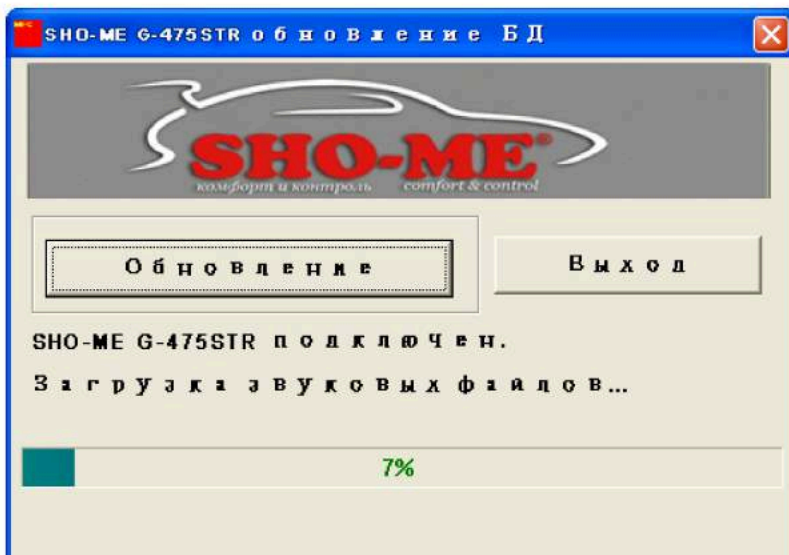 SHO-ME G-475STR обновление БД
SHO-ME®
комфорт и контроль comfort & control
Обновление Выход
SHO-ME G-475STR подключен.
Загрузка звуковых файлов...
7%